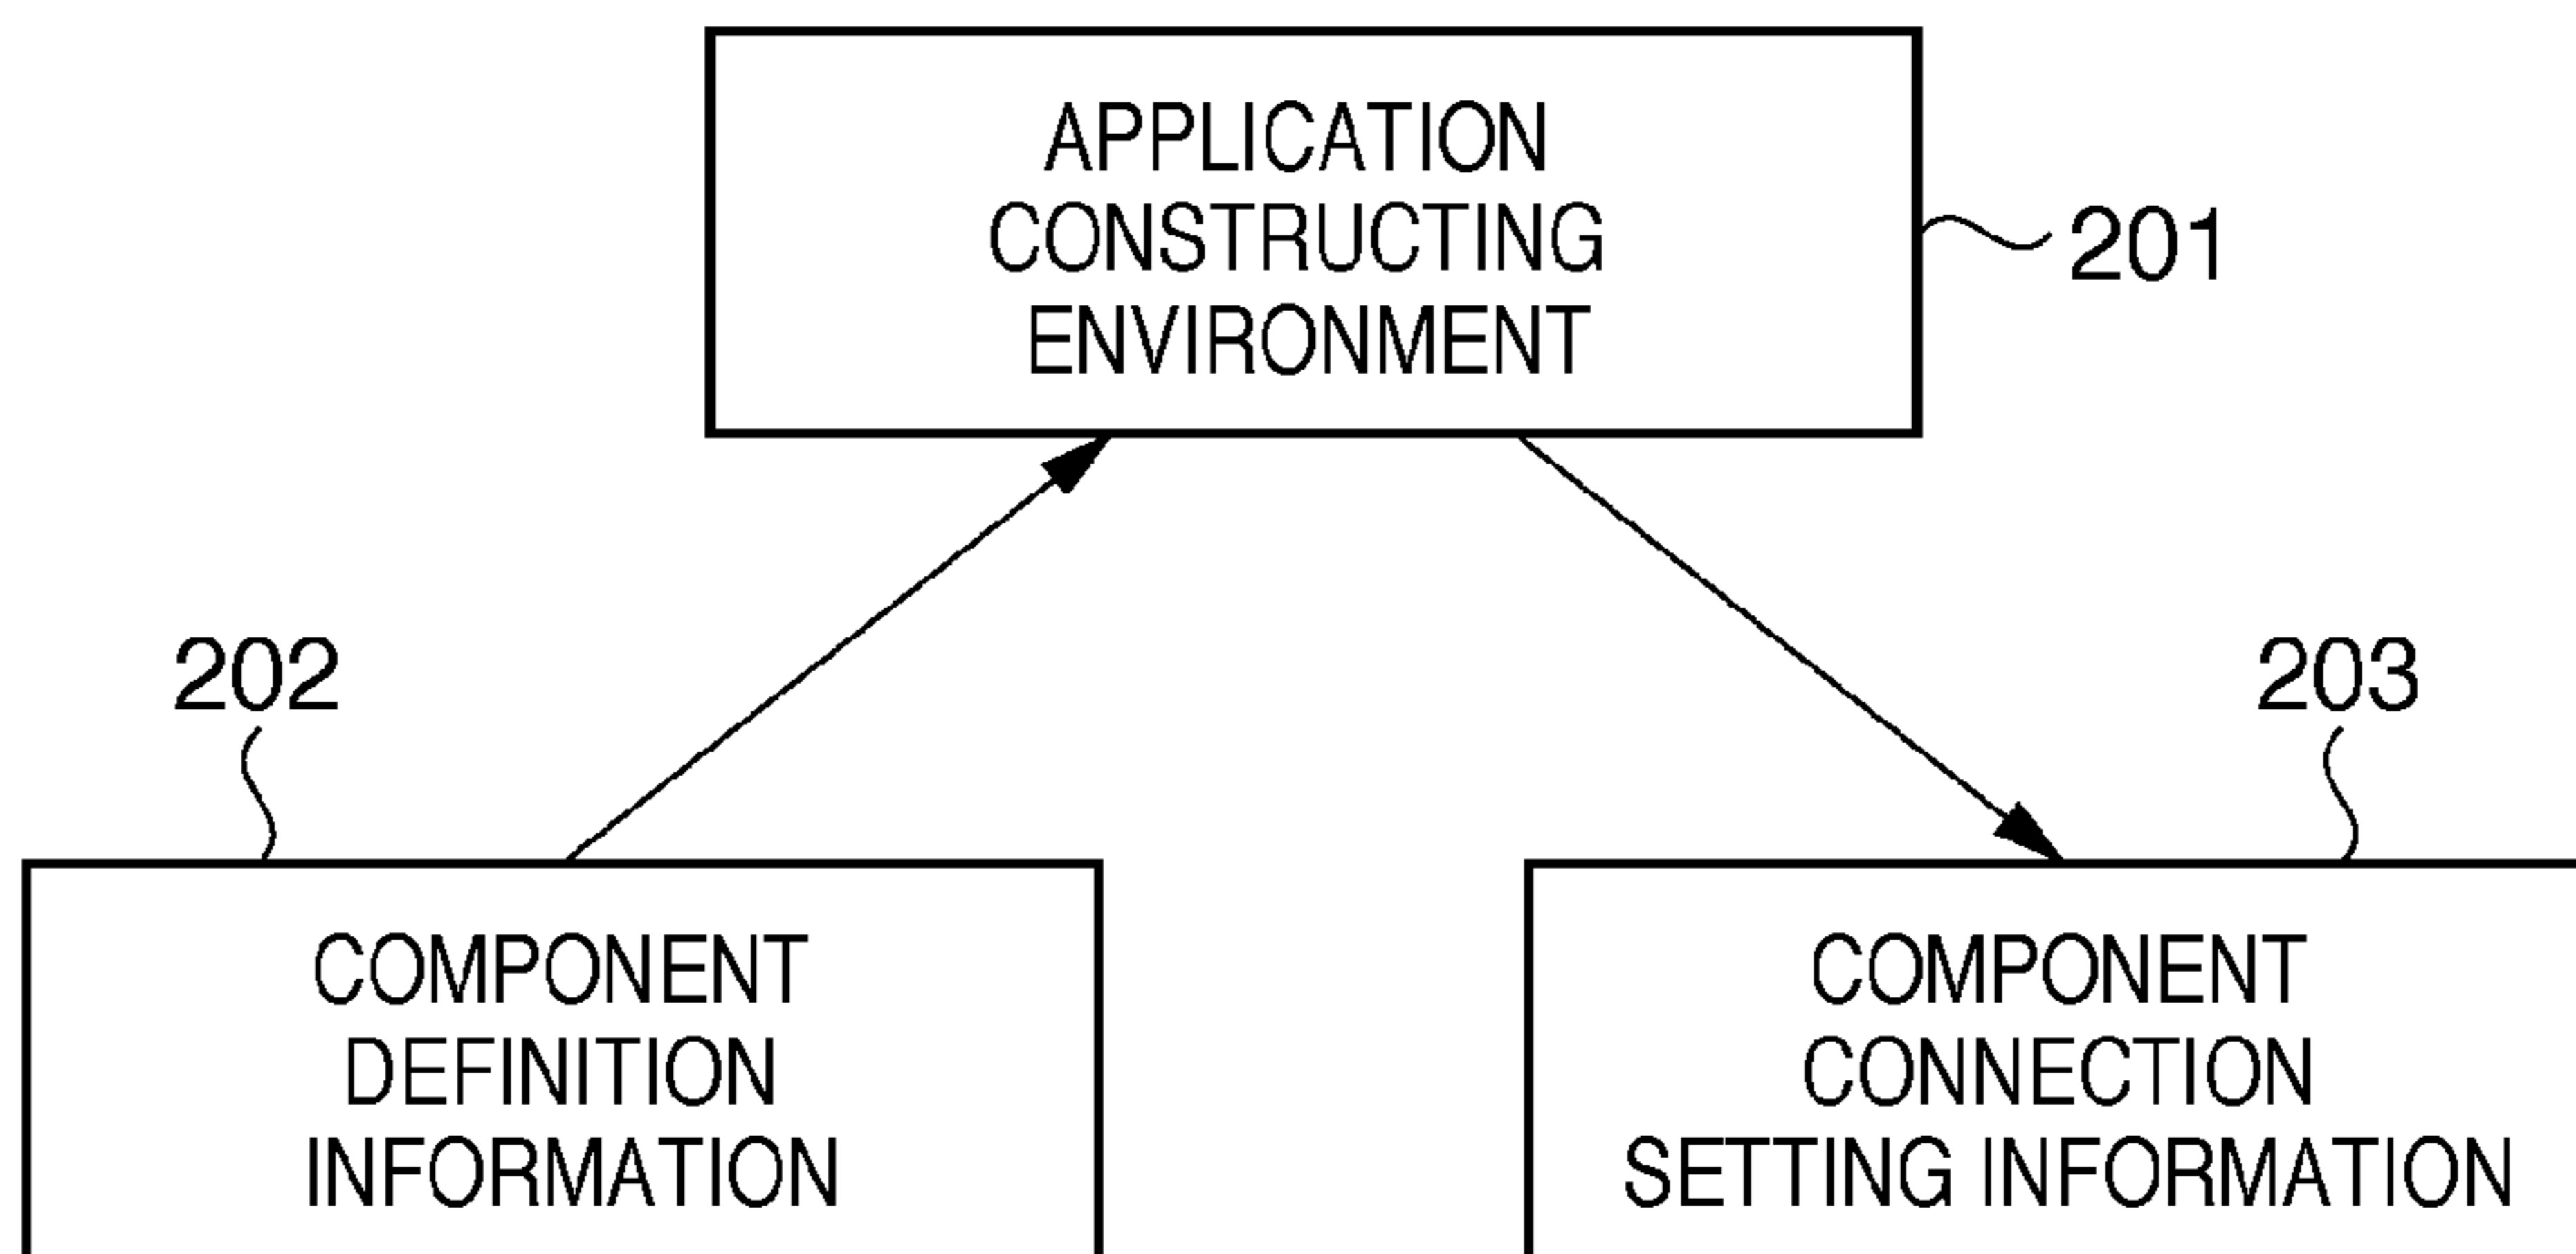 APPLICATION
CONSTRUCTING
ENVIRONMENT
201
202
203
COMPONENT
DEFINITION
INFORMATION
COMPONENT
CONNECTION
SETTING INFORMATION